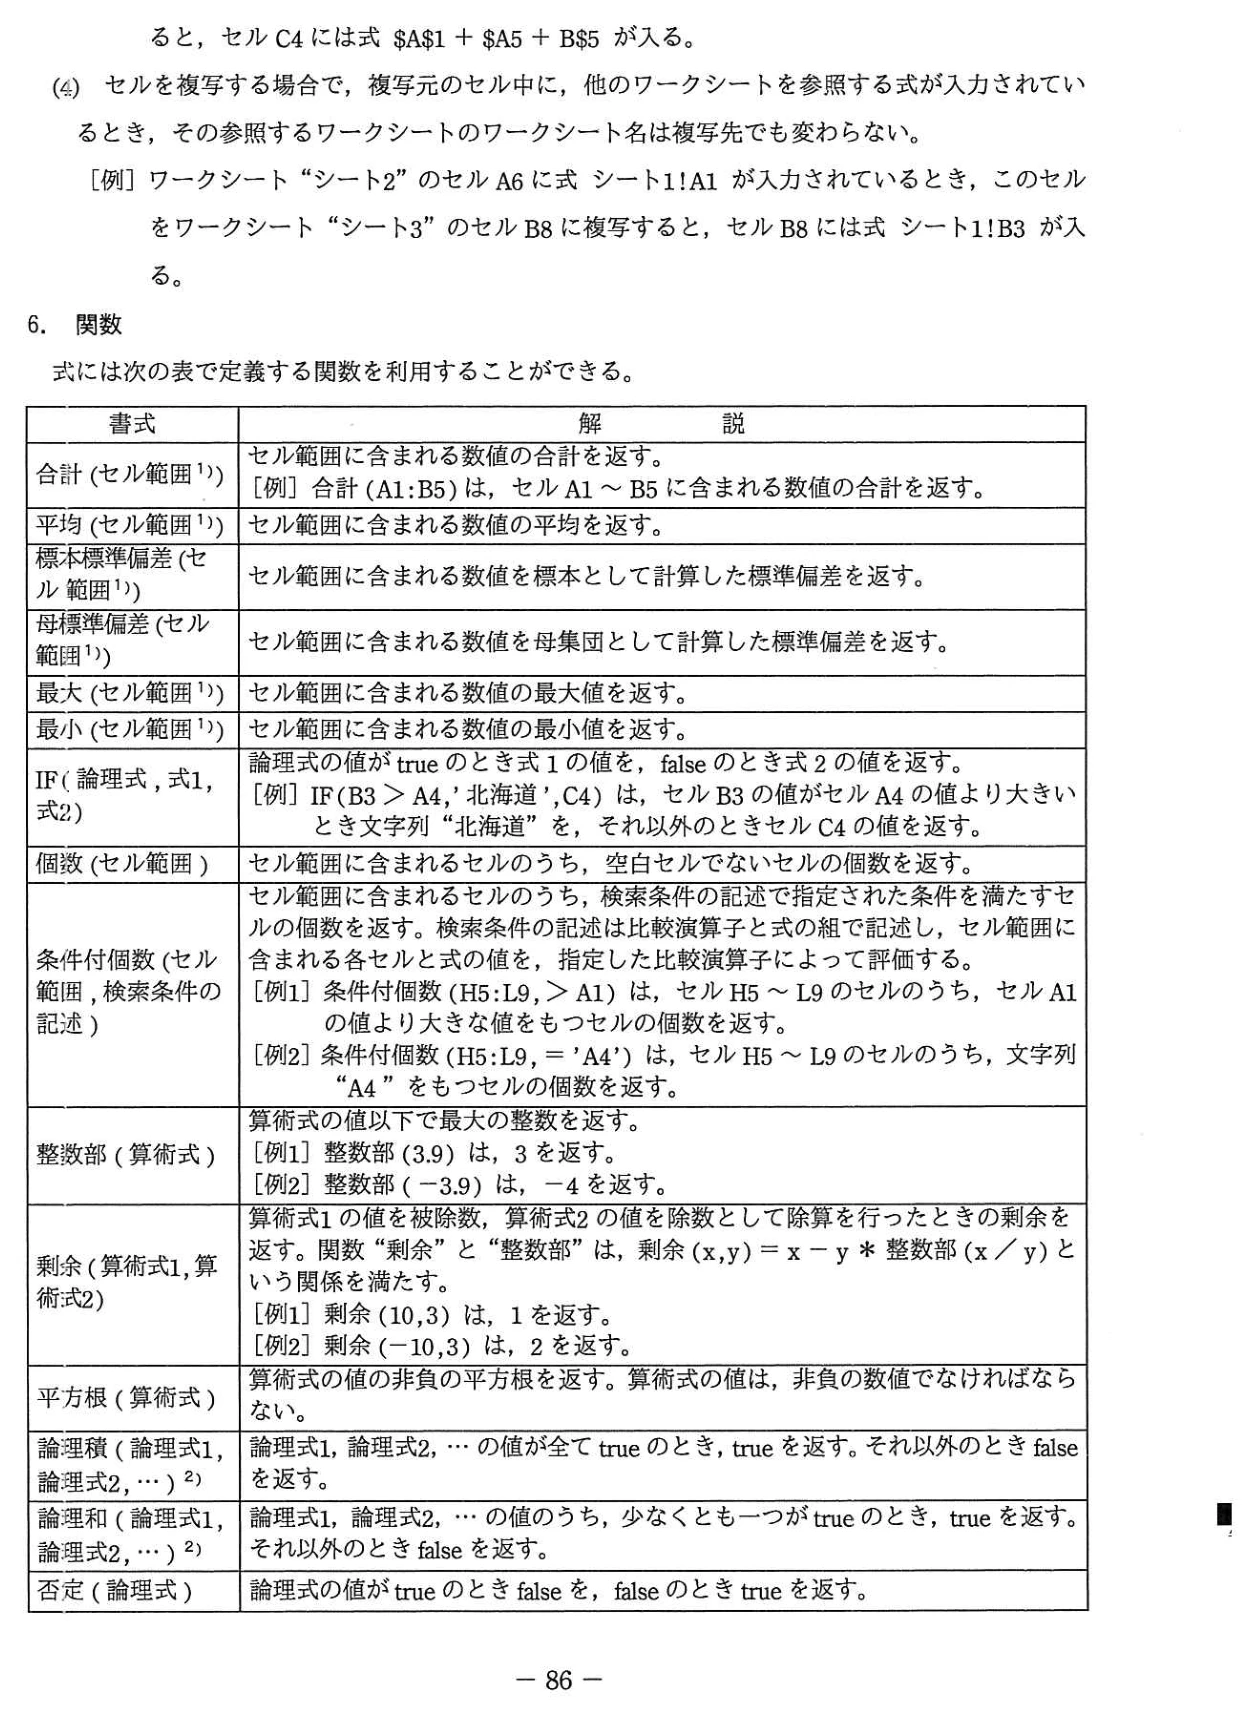 ると，セル C4 には式 $A$1 ＋ $A5 ＋ B$5 が入る。
(4) セルを複写する場合で，複写元のセル中に，他のワークシートを参照する式が入力されてい
るとき，その参照するワークシートのワークシート名は複写先でも変わらない。
［例］ワークシート“シート2”のセル A6 に式 シート1!A1 が入力されているとき，このセル
をワークシート“シート3”のセル B8 に複写すると，セル B8 には式 シート1!B3 が入
る。
6. 関数
式には次の表で定義する関数を利用することができる。
書式 解 説
合計 (セル範囲1))
セル範囲に含まれる数値の合計を返す。
［例］合計 (A1:B5) は，セル A1 ～ B5 に含まれる数値の合計を返す。
平均 (セル範囲1)) セル範囲に含まれる数値の平均を返す。
標本標準偏差 (セ
ル 範囲1))
セル範囲に含まれる数値を標本として計算した標準偏差を返す。
母標準偏差 (セル
範囲1))
セル範囲に含まれる数値を母集団として計算した標準偏差を返す。
最大 (セル範囲1)) セル範囲に含まれる数値の最大値を返す。
最小 (セル範囲1)) セル範囲に含まれる数値の最小値を返す。
IF( 論理式 , 式1,
式2)
論理式の値が true のとき式 1 の値を，false のとき式 2 の値を返す。
［例］IF(B3 ＞ A4,' 北海道 ',C4) は，セル B3 の値がセル A4 の値より大きい
とき文字列“北海道”を，それ以外のときセル C4 の値を返す。
個数 (セル範囲 ) セル範囲に含まれるセルのうち，空白セルでないセルの個数を返す。
条件付個数 (セル
範囲 , 検索条件の
記述 )
セル範囲に含まれるセルのうち，検索条件の記述で指定された条件を満たすセ
ルの個数を返す。検索条件の記述は比較演算子と式の組で記述し，セル範囲に
含まれる各セルと式の値を，指定した比較演算子によって評価する。
［例1］条件付個数 (H5:L9,＞ A1) は，セル H5 ～ L9 のセルのうち，セル A1
の値より大きな値をもつセルの個数を返す。
［例2］条件付個数 (H5:L9, ＝ 'A4') は，セル H5 ～ L9 のセルのうち，文字列
“A4 ”をもつセルの個数を返す。
整数部 ( 算術式 )
算術式の値以下で最大の整数を返す。
［例1］整数部 (3.9) は，3 を返す。
［例2］整数部 ( －3.9) は，－4 を返す。
剰余 ( 算術式1, 算
術式2)
算術式1 の値を被除数，算術式2 の値を除数として除算を行ったときの剰余を
返す。関数“剰余”と“整数部”は，剰余 (x,y) ＝ x － y ＊ 整数部 (x ／ y) と
いう関係を満たす。
［例1］剰余 (10,3) は，1 を返す。
［例2］剰余 (－10,3) は，2 を返す。
平方根 ( 算術式 )
算術式の値の非負の平方根を返す。算術式の値は，非負の数値でなければなら
ない。
論理積 ( 論理式1,
論理式2, … ) 2)
論理式1, 論理式2, … の値が全て true のとき, true を返す。それ以外のとき false
を返す。
論理和 ( 論理式1,
論理式2, … ) 2)
論理式1, 論理式2, … の値のうち，少なくとも一つが true のとき，true を返す。
それ以外のとき false を返す。
否定 ( 論理式 ) 論理式の値が true のとき false を，false のとき true を返す。
－ 86 －